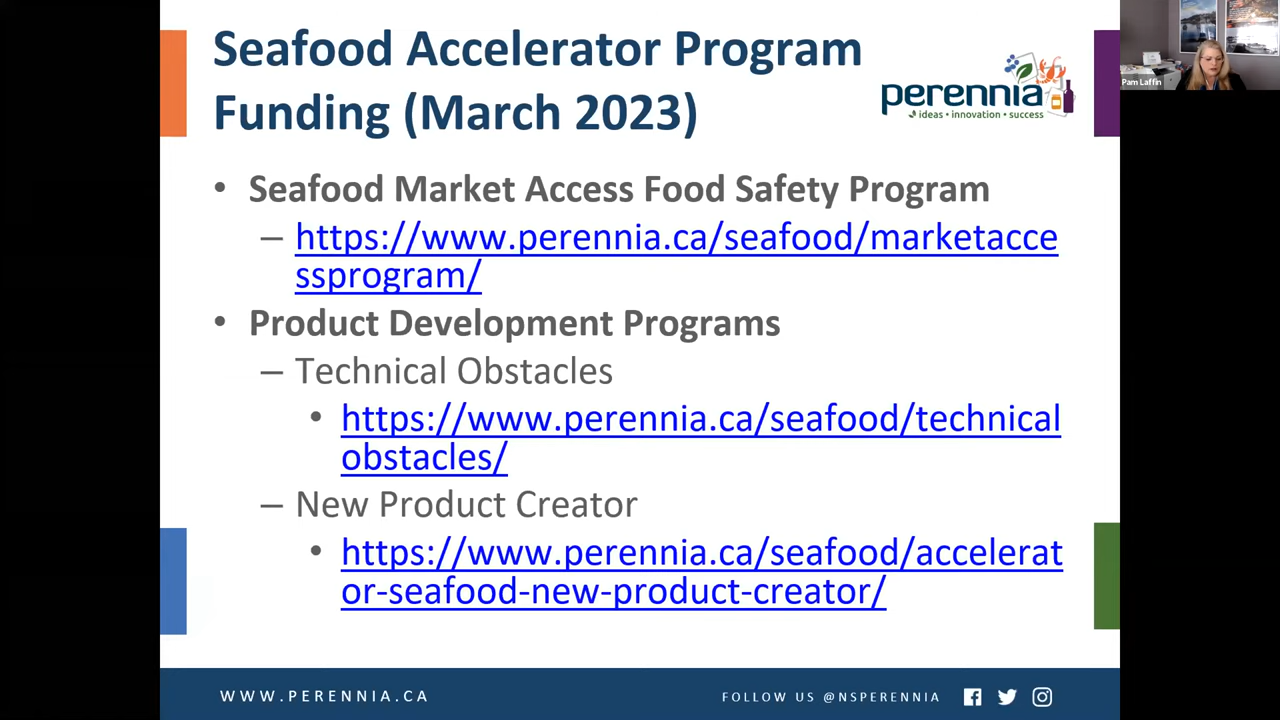 Seafood Accelerator Program
Funding (March 2023)
perennia
ideas • innovation • success
Pam Laffin
• Seafood Market Access Food Safety Program
– https://www.perennia.ca/seafood/marketacce
ssprogram/
• Product Development Programs
– Technical Obstacles
• https://www.perennia.ca/seafood/technical
obstacles/
– New Product Creator
• https://www.perennia.ca/seafood/accelerat
or-seafood-new-product-creator/
WWW.PERENNIA.CA
FOLLOW US @NSPERENNIA